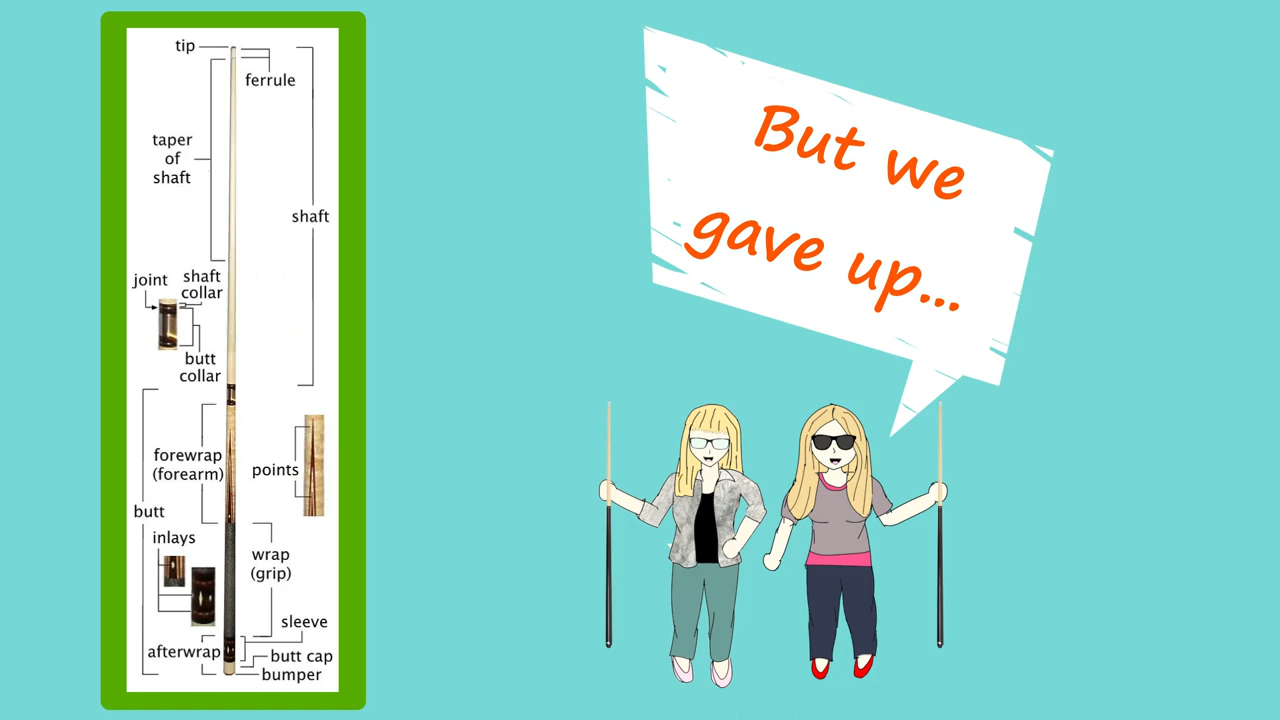 tip
ferrule
taper
of
shaft
shaft
joint
shaft
collar
butt
collar
forewrap
(forearm)
points
butt
inlays
wrap
(grip)
sleeve
afterwrap
butt cap
bumper
But we
gave up...